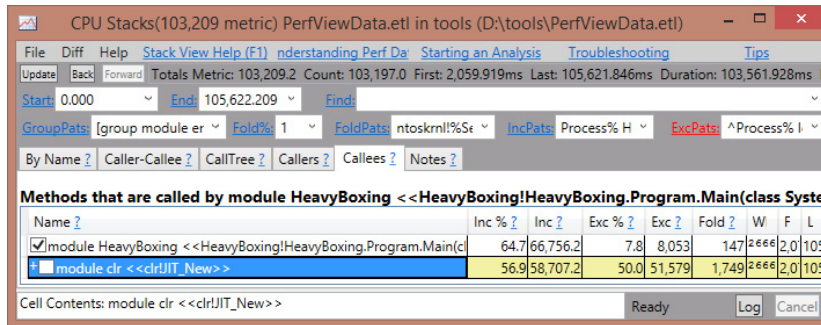 CPU Stacks(103,209 metric) PerfViewData.etl in tools (D:\tools\PerfViewData.etl)
File Diff Help Stack View Help (F1) nderstanding Perf Da Starting an Analysis Troubleshooting Tips
Update Back Forward Totals Metric: 103,209.2 Count: 103,197.0 First: 2,059.919ms Last: 105,621.846ms Duration: 103,561.928ms
Start: 0.000 End: 105,622.209 Find:
GroupPats: [group module er Fold%: 1 FoldPats: ntoskrnl!%Se IncPats: Process% H ExcPats: ^Process% I
By Name ? Caller-Callee ? CallTree ? Callers ? Callees ? Notes ?
Methods that are called by module HeavyBoxing <<HeavyBoxing!HeavyBoxing.Program.Main(class Syste
Name ? Inc % ? Inc ? Exc % ? Exc ? Fold ? W F L
module HeavyBoxing <<HeavyBoxing!HeavyBoxing.Program.Main(cl 64.7 66,756.2 7.8 8,053 147 2666 2,0 105
+ module clr <<clr!JIT_New>> 56.9 58,707.2 50.0 51,579 1,749 2666 2,0 105
Cell Contents: module clr <<clr!JIT_New>> Ready Log Cancel